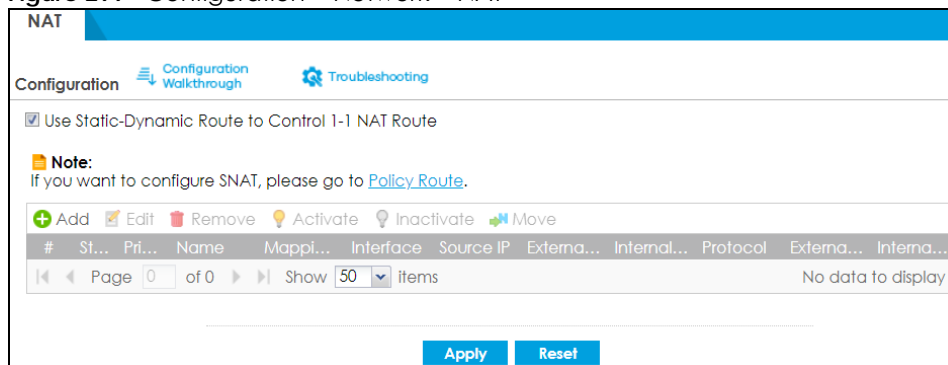 NAT
Configuration
Configuration Walkthrough
Troubleshooting
Use Static-Dynamic Route to Control 1-1 NAT Route
Note:
If you want to configure SNAT, please go to Policy Route.
Add Edit Remove Activate Inactivate Move
# St... Pri... Name Mappi... Interface Source IP Externa... Internal... Protocol Externa... Interna...
Page 0 of 0 Show 50 items No data to display
Apply Reset